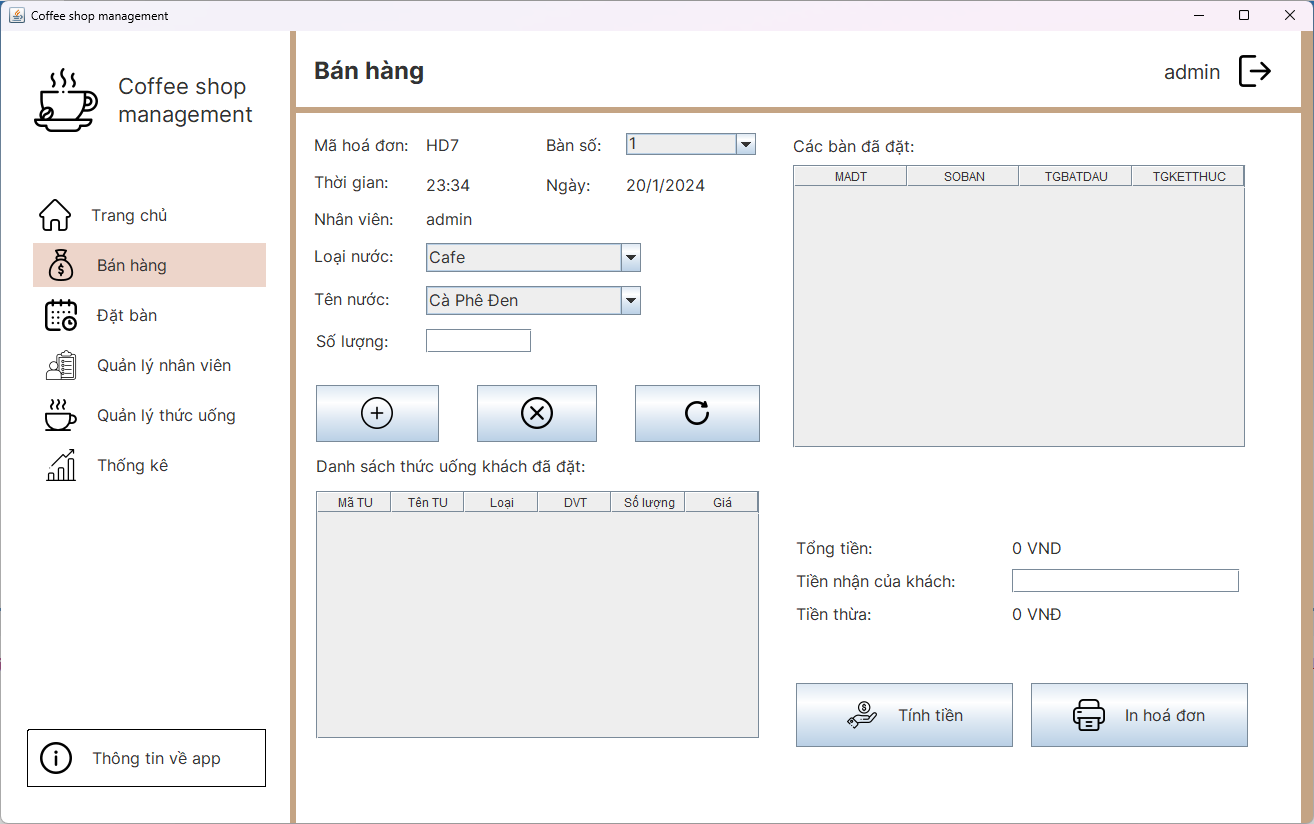 Coffee shop management
Coffee shop
management
Trang chủ
Bán hàng
Đặt bàn
Quản lý nhân viên
Quản lý thức uống
Thống kê
Thông tin về app
Bán hàng
admin
Mã hoá đơn: HD7 Bàn số: 1
Thời gian: 23:34 Ngày: 20/1/2024
Nhân viên: admin
Loại nước: Cafe
Tên nước: Cà Phê Đen
Số lượng:
Danh sách thức uống khách đã đặt:
Mã TU Tên TU Loại DVT Số lượng Giá
Các bàn đã đặt:
MADT SOBAN TGBATDAU TGKETTHUC
Tổng tiền: 0 VND
Tiền nhận của khách:
Tiền thừa: 0 VNĐ
Tính tiền In hoá đơn